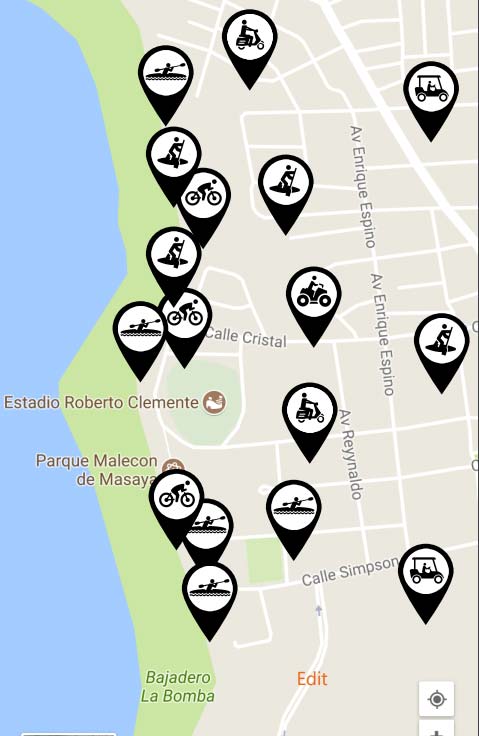 Av Enrique Espino
Av Enrique Espino
Calle Cristal
Estadio Roberto Clemente
Av Reyynaldo
Parque Malecon
de Masaya
Calle Simpson
Bajadero
La Bomba
Edit